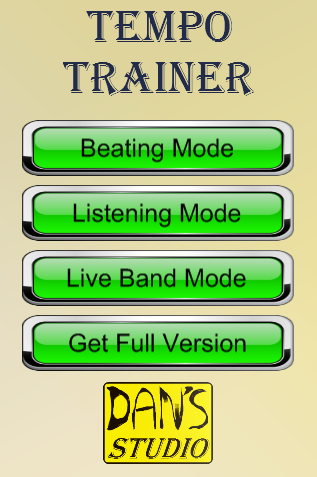 TEMPO
TRAINER
Beating Mode
Listening Mode
Live Band Mode
Get Full Version
DAN'S
STUDIO